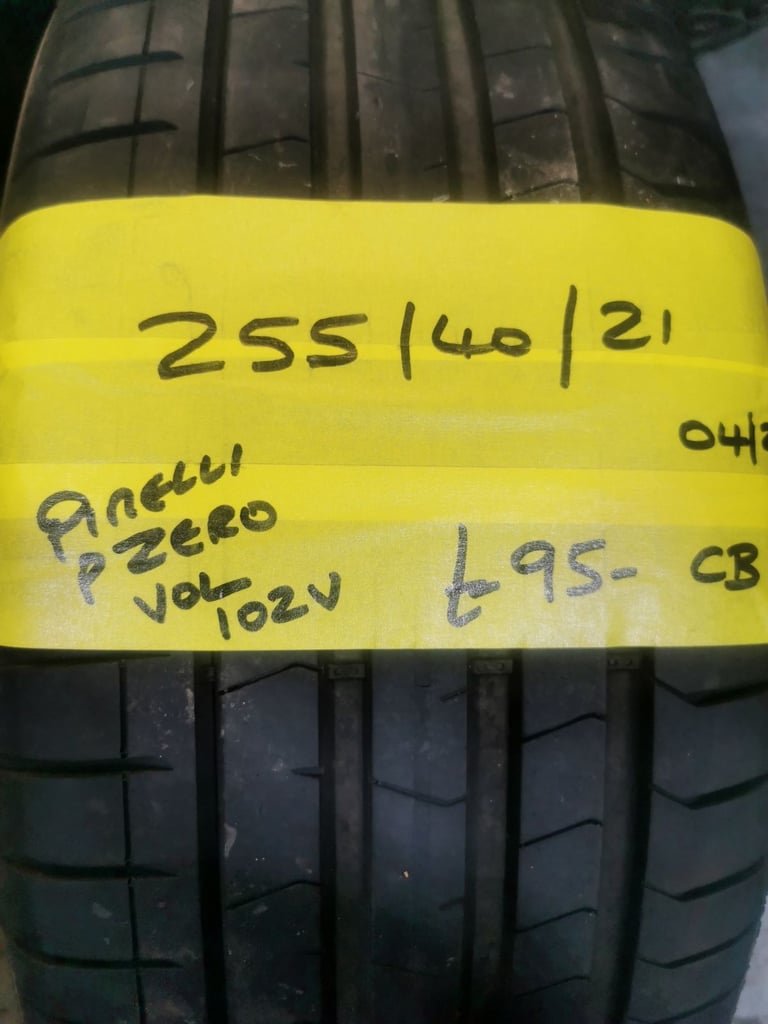 255/40/21
04/2
PIRELLI
P ZERO
VOL
102V
£95-
CB